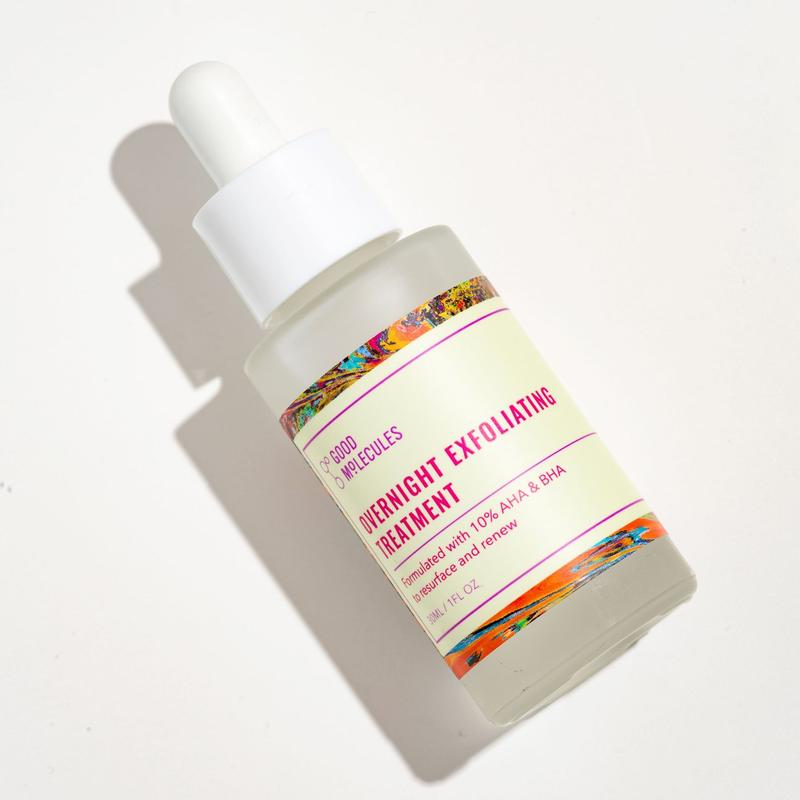 GOOD
MOLECULES
OVERNIGHT EXFOLIATING
TREATMENT
Formulated with 10% AHA & BHA
to resurface and renew
30ML / 1FL OZ.